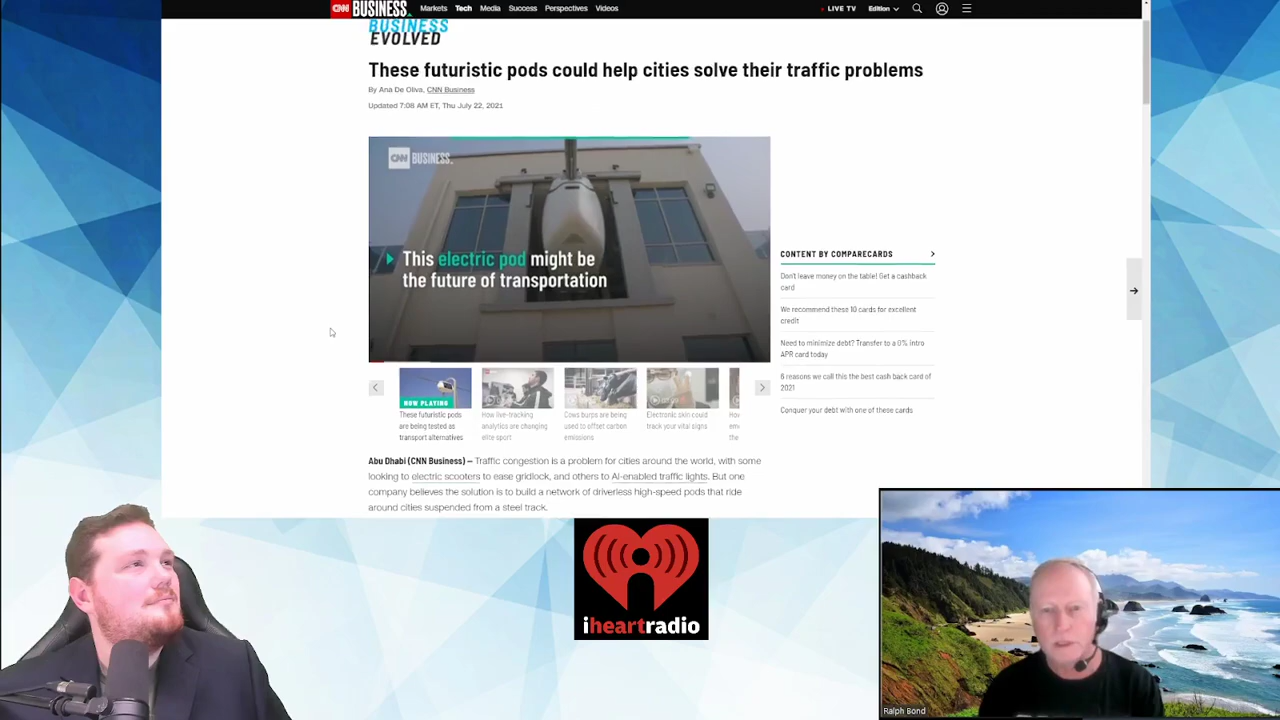 CNN BUSINESS Markets Tech Media Success Perspectives Videos LIVE TV Edition
BUSINESS
EVOLVED
These futuristic pods could help cities solve their traffic problems
By Ana De Oliva, CNN Business
Updated 7:08 AM ET, Thu July 22, 2021
CNN BUSINESS
This electric pod might be
the future of transportation
CONTENT BY COMPARECARDS
Don't leave money on the table! Get a cashback
card
We recommend these 10 cards for excellent
credit
Need to minimize debt? Transfer to a 0% intro
APR card today
6 reasons we call this the best cash back card of
2021
Conquer your debt with one of these cards
NOW PLAYING
These futuristic pods
are being tested as
transport alternatives
How live-tracking
analytics are changing
elite sport
Cows burps are being
used to offset carbon
emissions
Electronic skin could
track your vital signs
Abu Dhabi (CNN Business) — Traffic congestion is a problem for cities around the world, with some
looking to electric scooters to ease gridlock, and others to AI-enabled traffic lights. But one
company believes the solution is to build a network of driverless high-speed pods that ride
around cities suspended from a steel track.
iheartradio
Ralph Bond